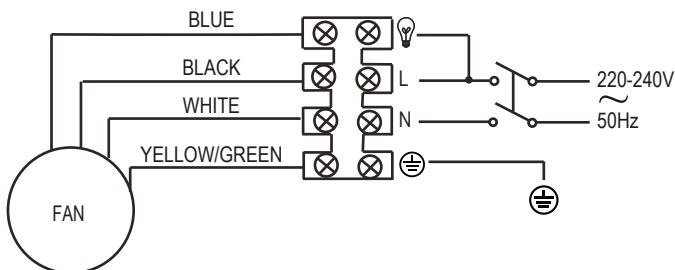 BLUE
BLACK
L
220-240V
~
WHITE
N
50Hz
YELLOW/GREEN
FAN